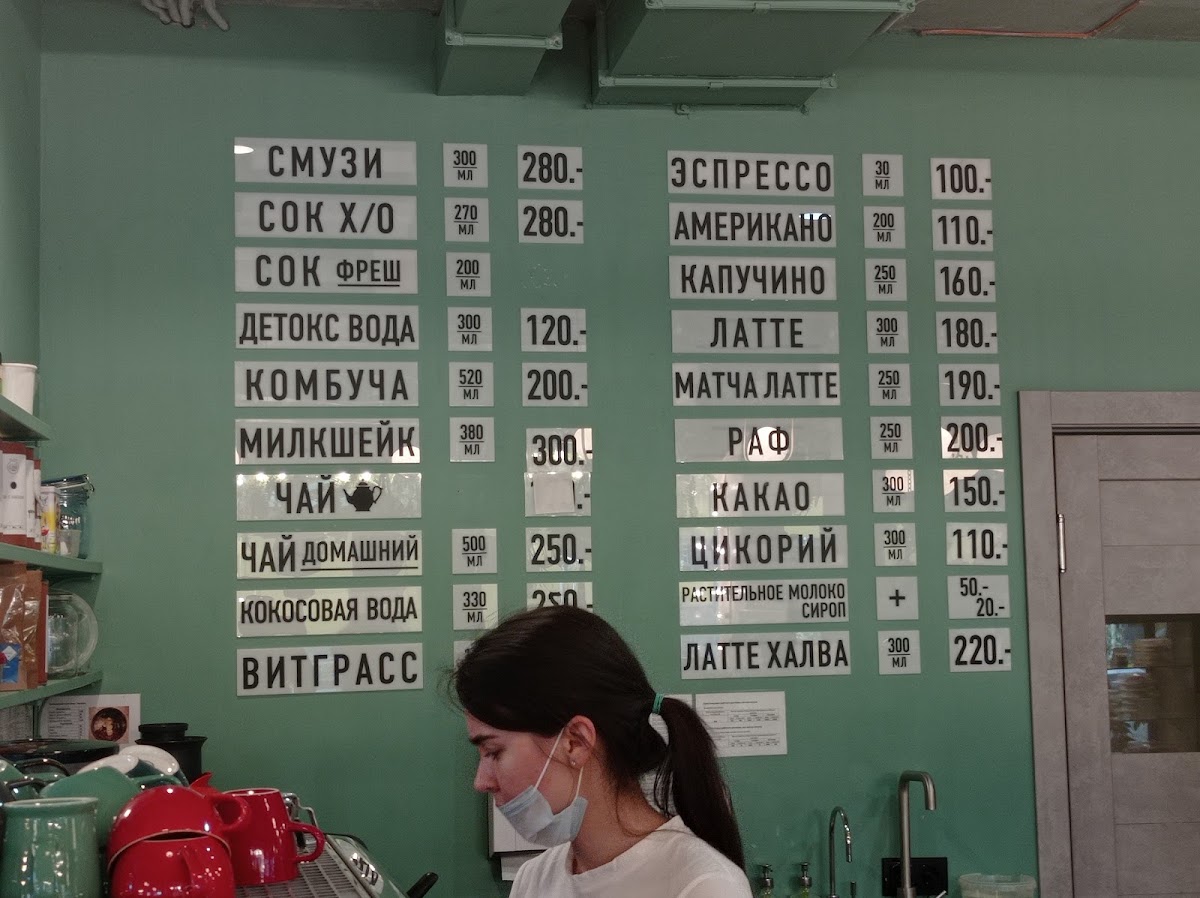 СМУЗИ 300 МЛ 280.-
СОК Х/О 270 МЛ 280.-
СОК ФРЕШ 200 МЛ
ДЕТОКС ВОДА 300 МЛ 120.-
КОМБУЧА 520 МЛ 200.-
МИЛКШЕЙК 380 МЛ 300.-
ЧАЙ .-
ЧАЙ ДОМАШНИЙ 500 МЛ 250.-
КОКОСОВАЯ ВОДА 330 МЛ 250.-
ВИТГРАСС
ЭСПРЕССО 30 МЛ 100.-
АМЕРИКАНО 200 МЛ 110.-
КАПУЧИНО 250 МЛ 160.-
ЛАТТЕ 300 МЛ 180.-
МАТЧА ЛАТТЕ 250 МЛ 190.-
РАФ 250 МЛ 200.-
КАКАО 300 МЛ 150.-
ЦИКОРИЙ 300 МЛ 110.-
РАСТИТЕЛЬНОЕ МОЛОКО + 50.-
СИРОП 20.-
ЛАТТЕ ХАЛВА 300 МЛ 220.-